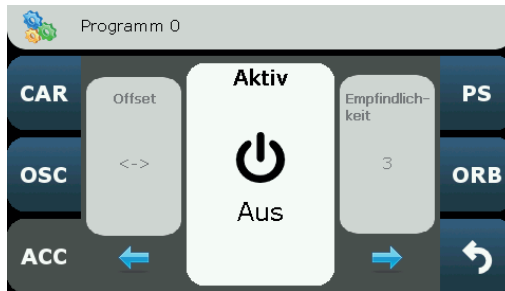 Programm 0
CAR
OSC
ACC
Offset
<->
Aktiv
Aus
Empfindlich-
keit
3
PS
ORB